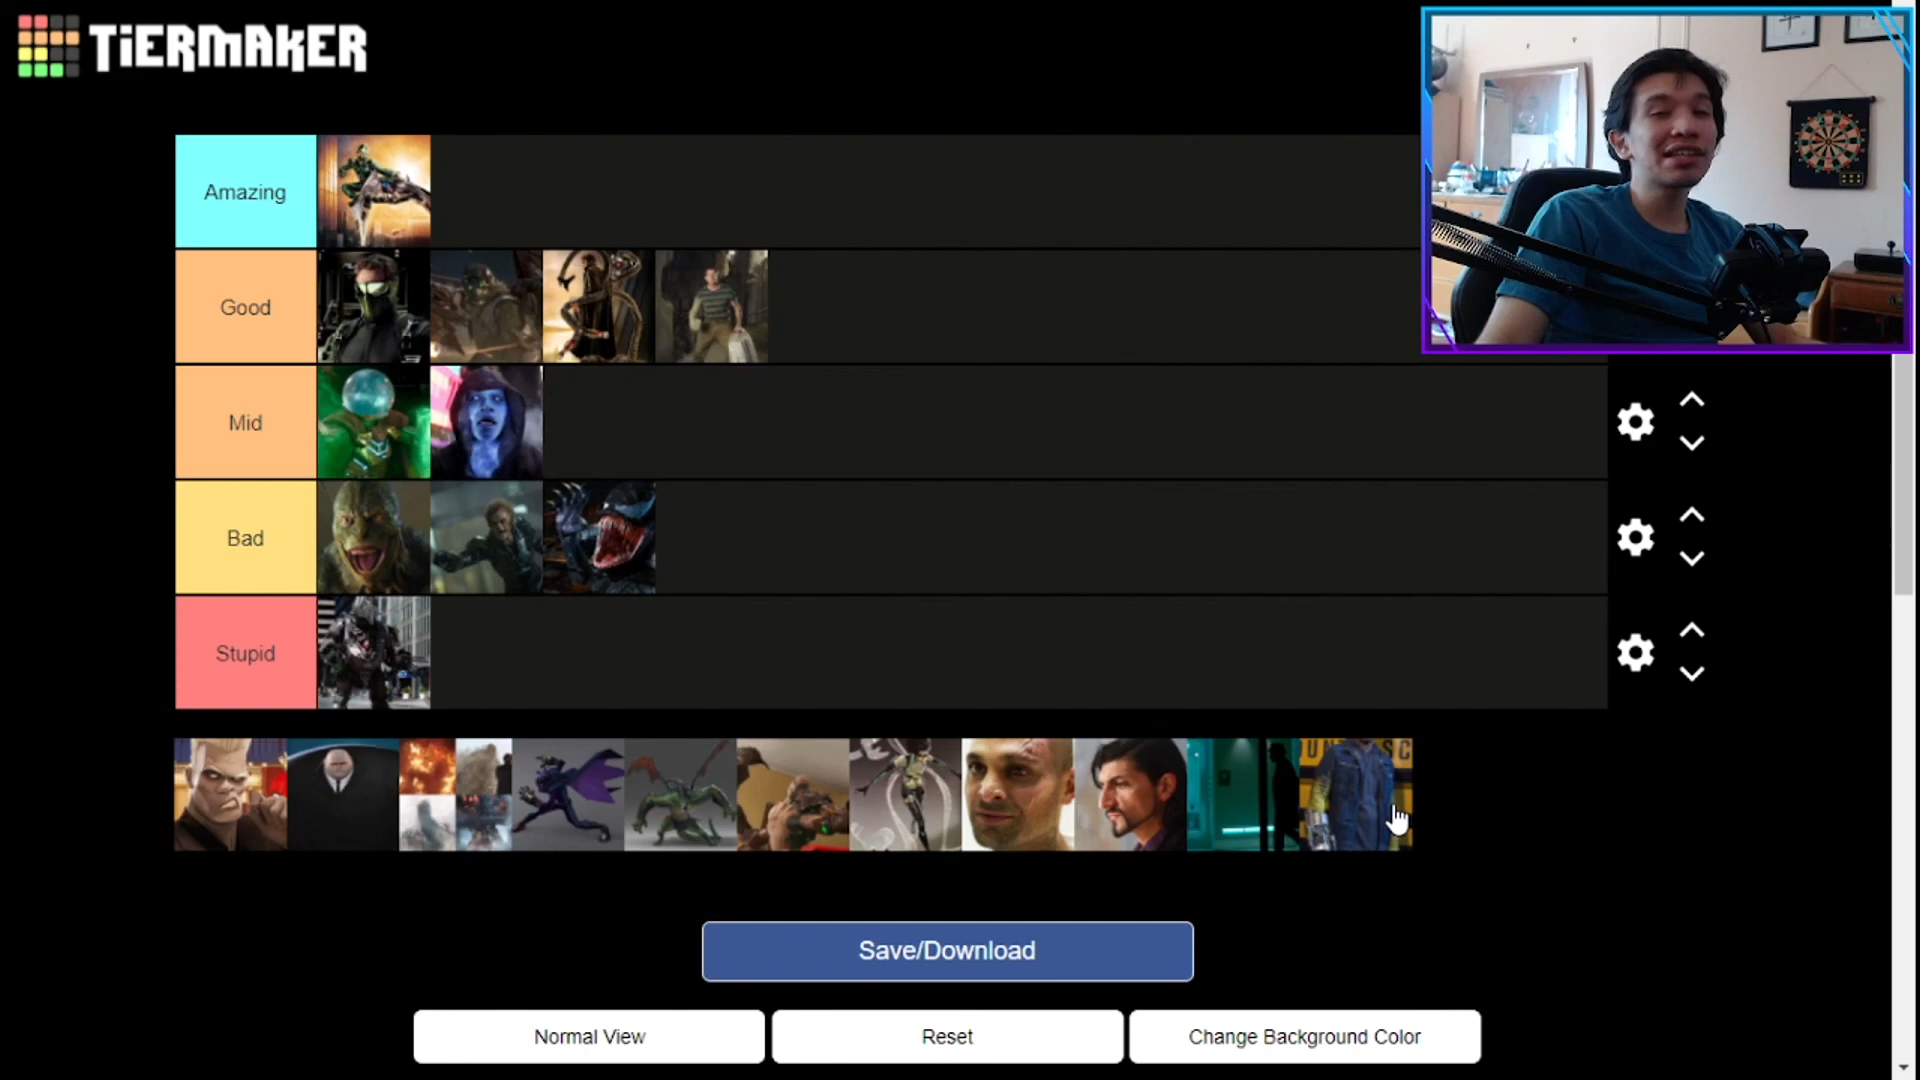 TiERMAKER
Amazing
Good
Mid
Bad
Stupid
Save/Download
Normal View
Reset
Change Background Color